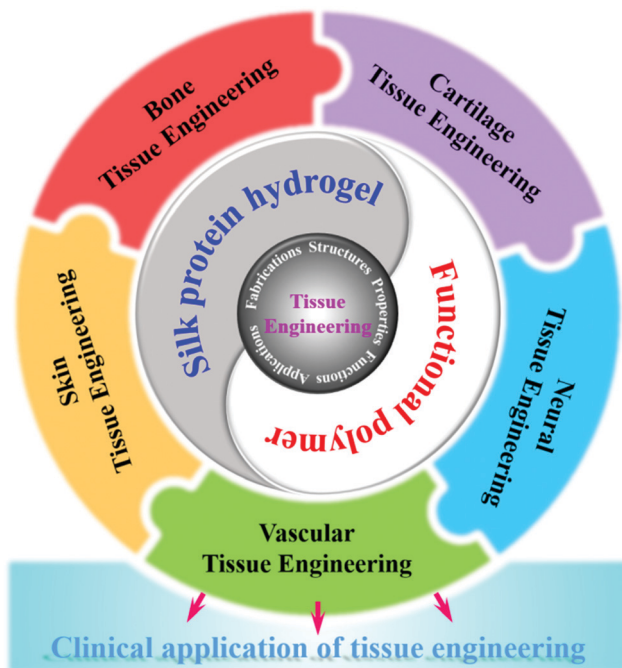 Bone
Tissue Engineering
Cartilage
Tissue Engineering
Neural
Tissue Engineering
Vascular
Tissue Engineering
Skin
Tissue Engineering
Silk protein hydrogel
Functional polymer
Fabrications Structures Properties Functions Applications
Tissue
Engineering
Clinical application of tissue engineering